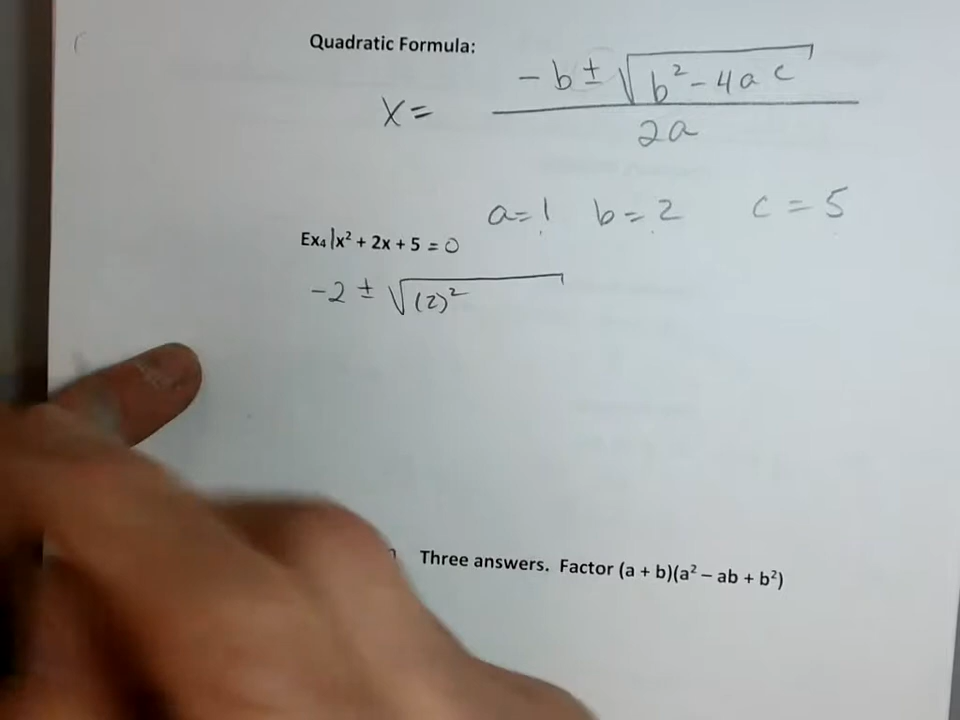 Quadratic Formula:
x = (-b ± √(b² - 4ac)) / 2a
a = 1 b = 2 c = 5
Ex4 1x² + 2x + 5 = 0
-2 ± √(2)²
Three answers. Factor (a + b)(a² – ab + b²)